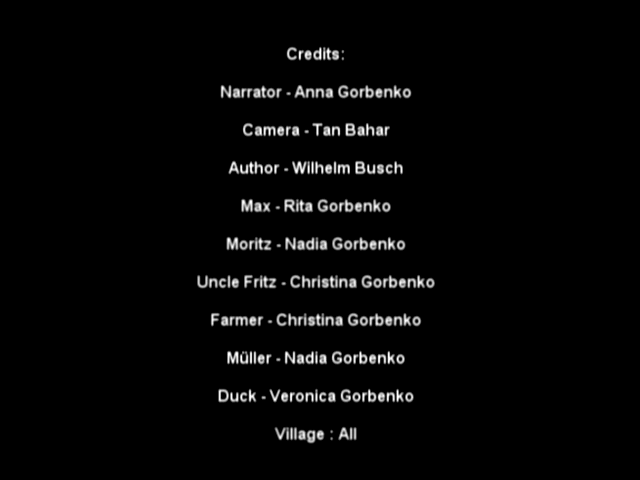 Credits:
Narrator - Anna Gorbenko
Camera - Tan Bahar
Author - Wilhelm Busch
Max - Rita Gorbenko
Moritz - Nadia Gorbenko
Uncle Fritz - Christina Gorbenko
Farmer - Christina Gorbenko
Müller - Nadia Gorbenko
Duck - Veronica Gorbenko
Village : All